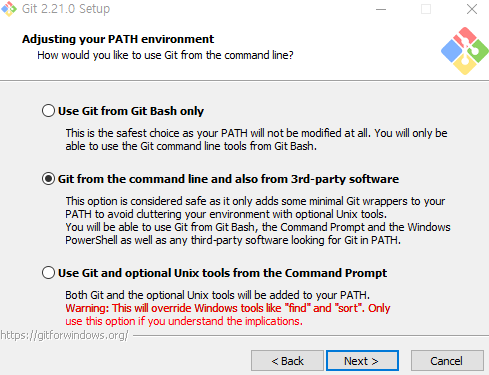 Git 2.21.0 Setup
Adjusting your PATH environment
How would you like to use Git from the command line?
Use Git from Git Bash only
This is the safest choice as your PATH will not be modified at all. You will only be
able to use the Git command line tools from Git Bash.
Git from the command line and also from 3rd-party software
This option is considered safe as it only adds some minimal Git wrappers to your
PATH to avoid cluttering your environment with optional Unix tools.
You will be able to use Git from Git Bash, the Command Prompt and the Windows
PowerShell as well as any third-party software looking for Git in PATH.
Use Git and optional Unix tools from the Command Prompt
Both Git and the optional Unix tools will be added to your PATH.
Warning: This will override Windows tools like "find" and "sort". Only
use this option if you understand the implications.
https://gitforwindows.org/
< Back
Next >
Cancel